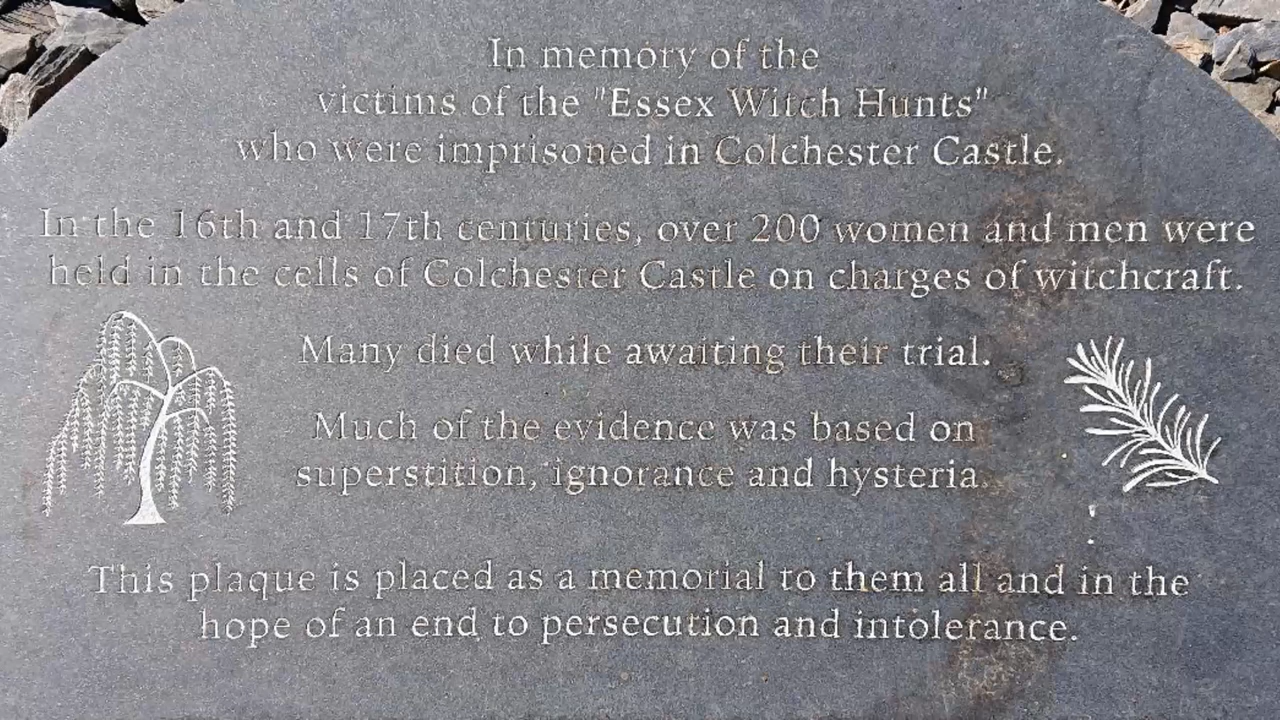 In memory of the
victims of the "Essex Witch Hunts"
who were imprisoned in Colchester Castle.
In the 16th and 17th centuries, over 200 women and men were
held in the cells of Colchester Castle on charges of witchcraft.
Many died while awaiting their trial.
Much of the evidence was based on
superstition, ignorance and hysteria.
This plaque is placed as a memorial to them all and in the
hope of an end to persecution and intolerance.